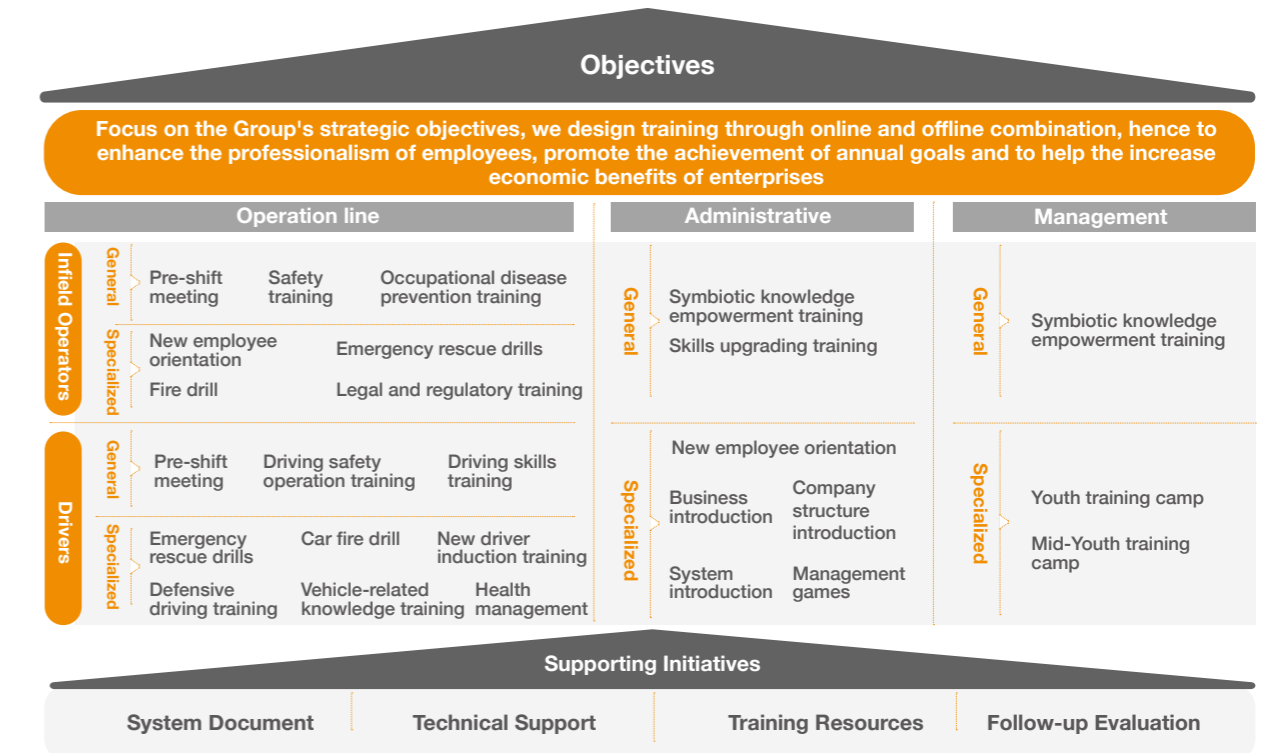 Objectives
Focus on the Group's strategic objectives, we design training through online and offline combination, hence to
enhance the professionalism of employees, promote the achievement of annual goals and to help the increase
economic benefits of enterprises
Operation line
Administrative
Management
Infield Operators
General
Pre-shift
meeting
Safety
training
Occupational disease
prevention training
Specialized
New employee
orientation
Emergency rescue drills
Fire drill
Legal and regulatory training
Drivers
General
Pre-shift
meeting
Driving safety
operation training
Driving skills
training
Specialized
Emergency
rescue drills
Car fire drill
New driver
induction training
Defensive
driving training
Vehicle-related
knowledge training
Health
management
General
Symbiotic knowledge
empowerment training
Skills upgrading training
Specialized
New employee orientation
Business
introduction
Company
structure
introduction
System
introduction
Management
games
General
Symbiotic knowledge
empowerment training
Specialized
Youth training camp
Mid-Youth training
camp
Supporting Initiatives
System Document
Technical Support
Training Resources
Follow-up Evaluation